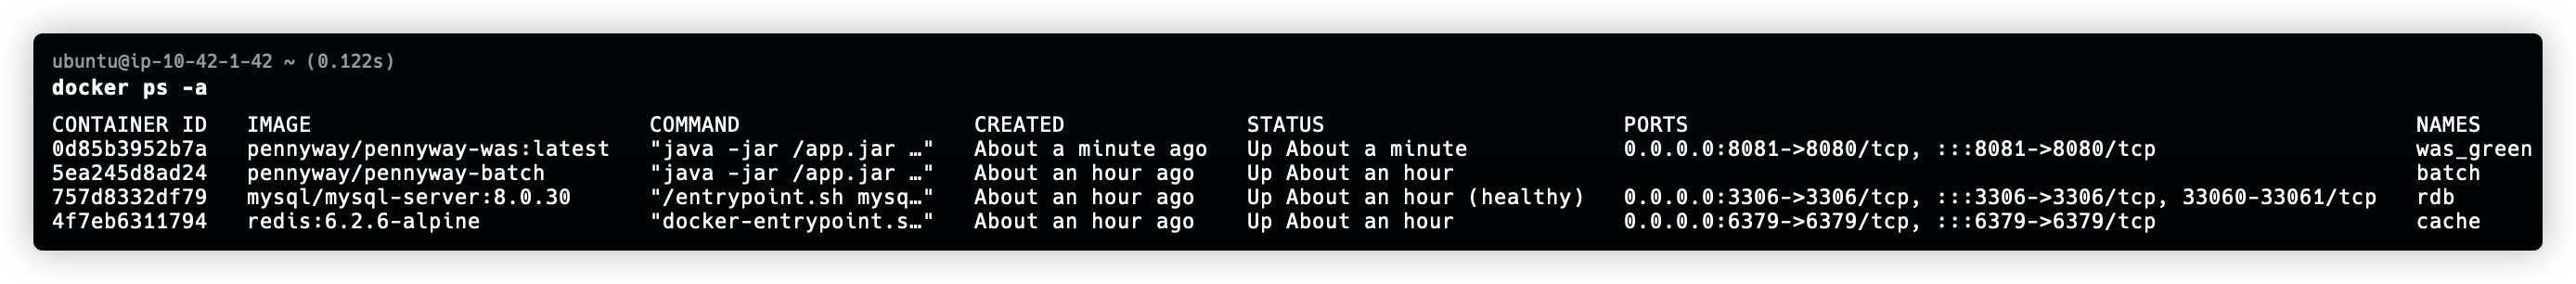 ubuntu@ip-10-42-1-42 ~ (0.122s)
docker ps -a
CONTAINER ID   IMAGE                          COMMAND                  CREATED              STATUS                       PORTS                                                        NAMES
0d85b3952b7a   pennyway/pennyway-was:latest   "java -jar /app.jar …"   About a minute ago   Up About a minute            0.0.0.0:8081->8080/tcp, :::8081->8080/tcp                    was_green
5ea245d8ad24   pennyway/pennyway-batch        "java -jar /app.jar …"   About an hour ago    Up About an hour                                                                          batch
757d8332df79   mysql/mysql-server:8.0.30      "/entrypoint.sh mysq…"   About an hour ago    Up About an hour (healthy)   0.0.0.0:3306->3306/tcp, :::3306->3306/tcp, 33060-33061/tcp   rdb
4f7eb6311794   redis:6.2.6-alpine             "docker-entrypoint.s…"   About an hour ago    Up About an hour             0.0.0.0:6379->6379/tcp, :::6379->6379/tcp                    cache